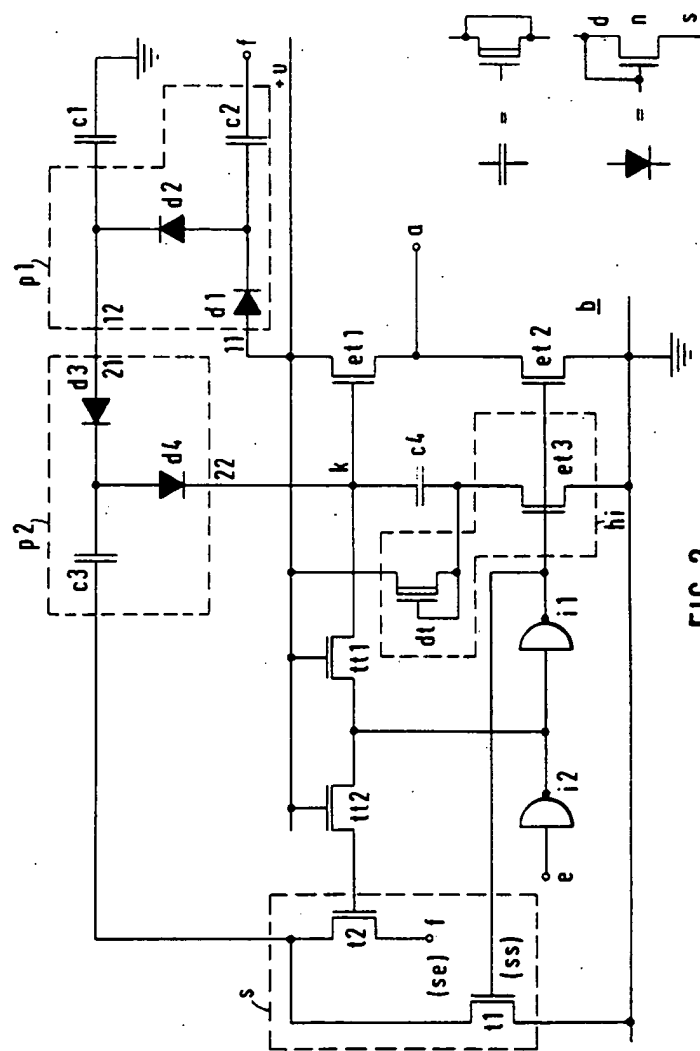 p2
p1
c3
d3
21
12
c1
d4
22
d2
d1
11
c2
f
+u
k
tt2
tt1
et1
a
dt
c4
et2
b
et3
hi
s
t2
f
(se)
(ss)
t1
e
i2
i1
=
=
d
n
s
FIG. 2